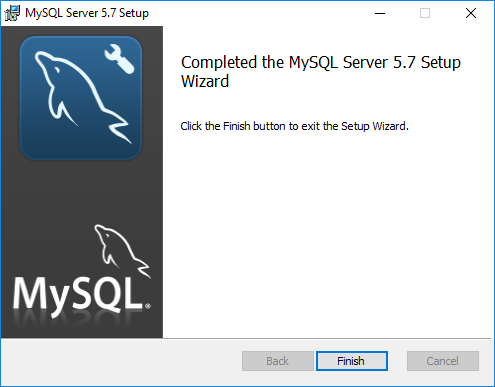 MySQL Server 5.7 Setup
Completed the MySQL Server 5.7 Setup
Wizard
Click the Finish button to exit the Setup Wizard.
MySQL®
Back
Finish
Cancel